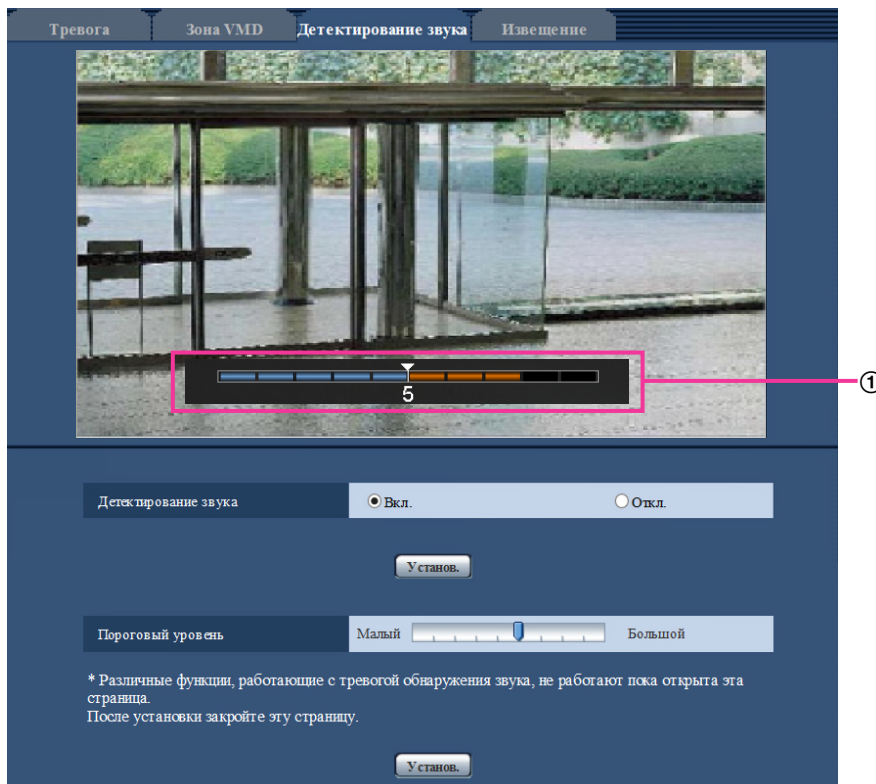 Тревога Зона VMD Детектирование звука Извещение
5
①
Детектирование звука Вкл. Откл.
Установ.
Пороговый уровень Малый Большой
* Различные функции, работающие с тревогой обнаружения звука, не работают пока открыта эта
страница.
После установки закройте эту страницу.
Установ.